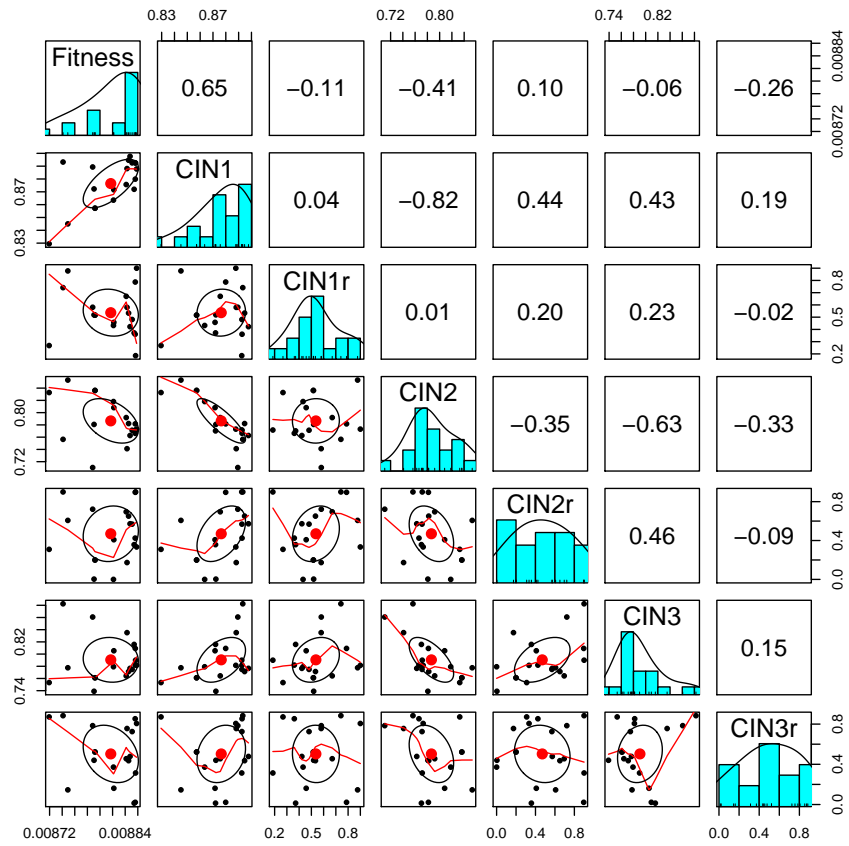 0.83 0.87 0.72 0.80 0.74 0.82
Fitness 0.65 −0.11 −0.41 0.10 −0.06 −0.26 0.00872 0.00884
0.83 0.87 CIN1 0.04 −0.82 0.44 0.43 0.19
CIN1r 0.01 0.20 0.23 −0.02 0.2 0.5 0.8
0.72 0.80 CIN2 −0.35 −0.63 −0.33
CIN2r 0.46 −0.09 0.0 0.4 0.8
0.74 0.82 CIN3 0.15
CIN3r 0.0 0.4 0.8
0.00872 0.00884 0.2 0.5 0.8 0.0 0.4 0.8 0.0 0.4 0.8